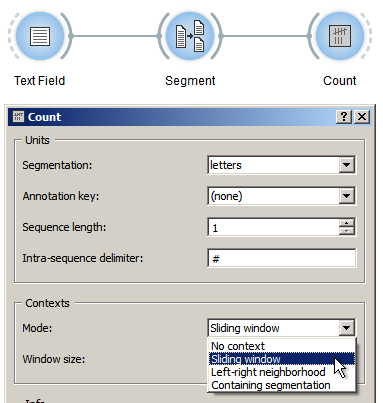 Text Field Segment Count
Count
Units
Segmentation: letters
Annotation key: (none)
Sequence length: 1
Intra-sequence delimiter: #
Contexts
Mode: Sliding window
No context
Sliding window
Window size:
Left-right neighborhood
Containing segmentation